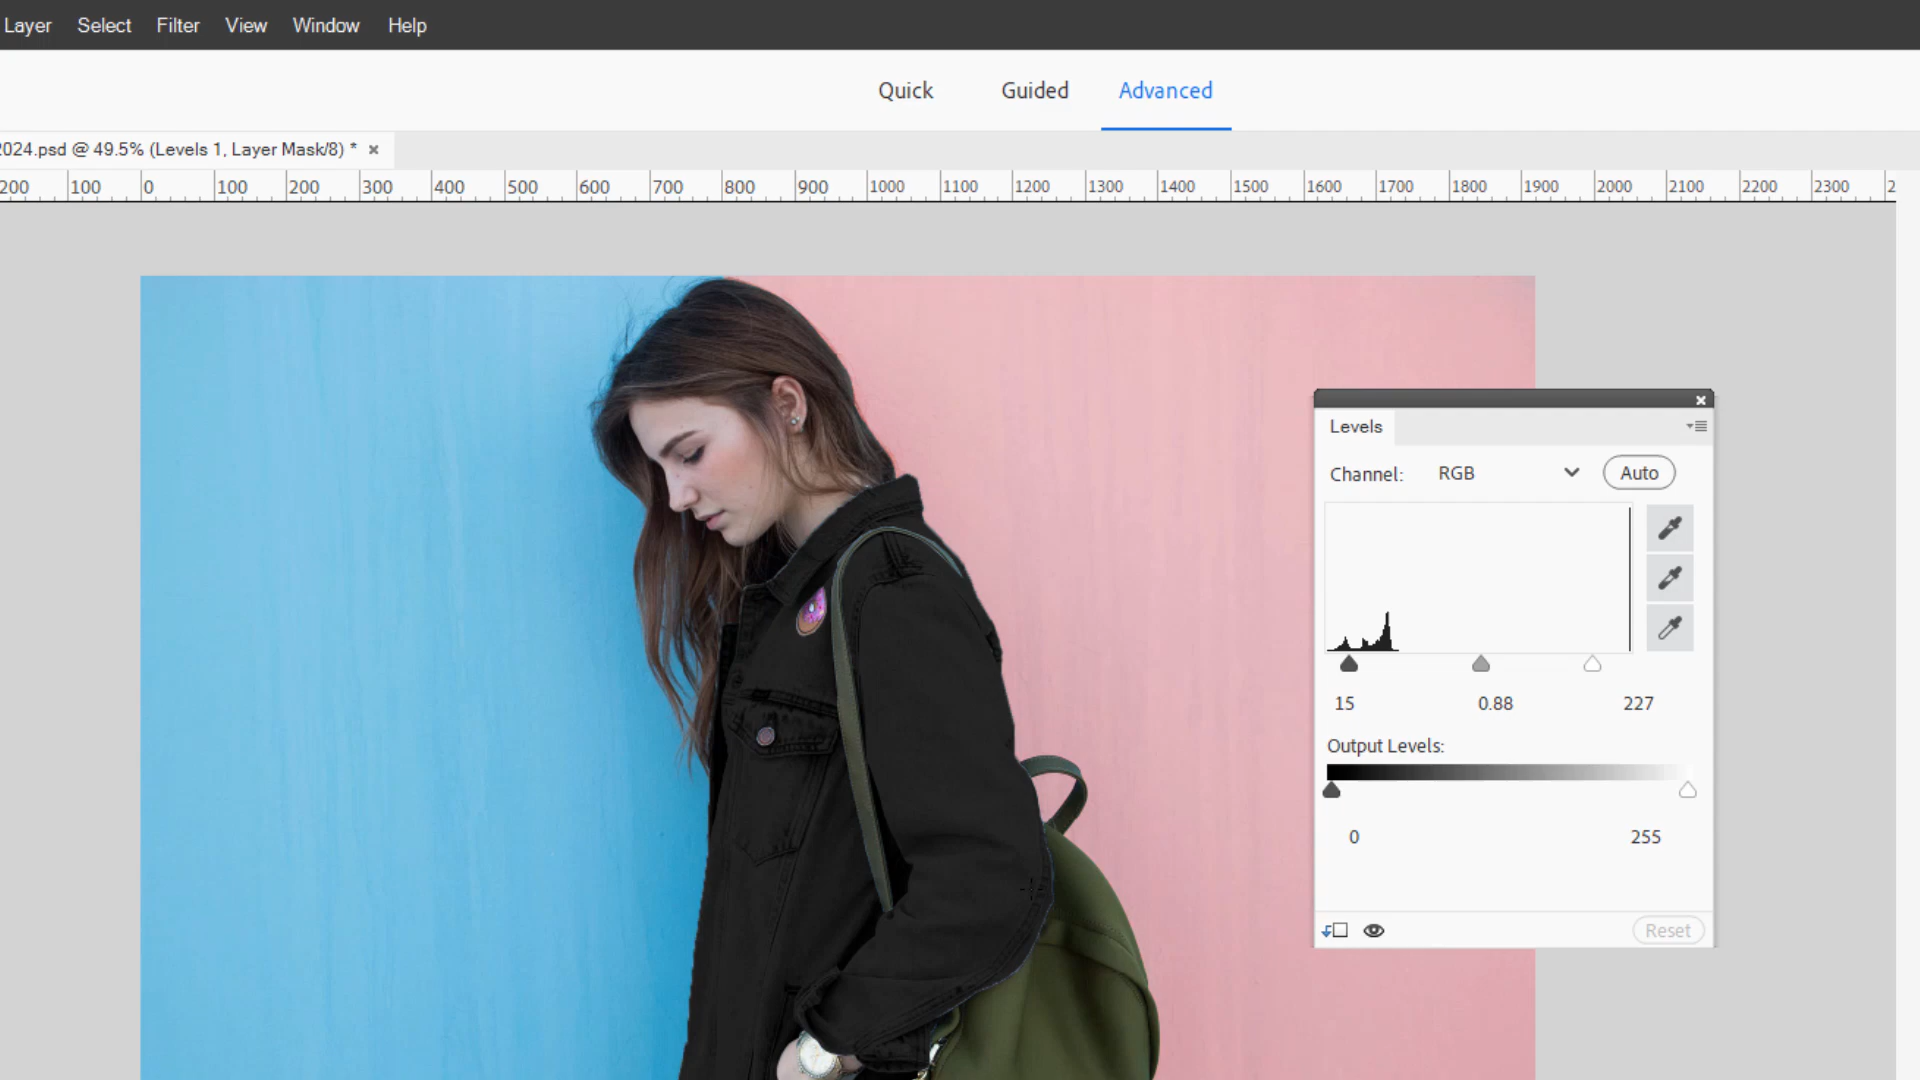 Layer Select Filter View Window Help
Quick Guided Advanced
2024.psd @ 49.5% (Levels 1, Layer Mask/8) * ×
200 100 0 100 200 300 400 500 600 700 800 900 1000 1100 1200 1300 1400 1500 1600 1700 1800 1900 2000 2100 2200 2300 2
Levels
Channel: RGB Auto
15 0.88 227
Output Levels:
0 255
Reset